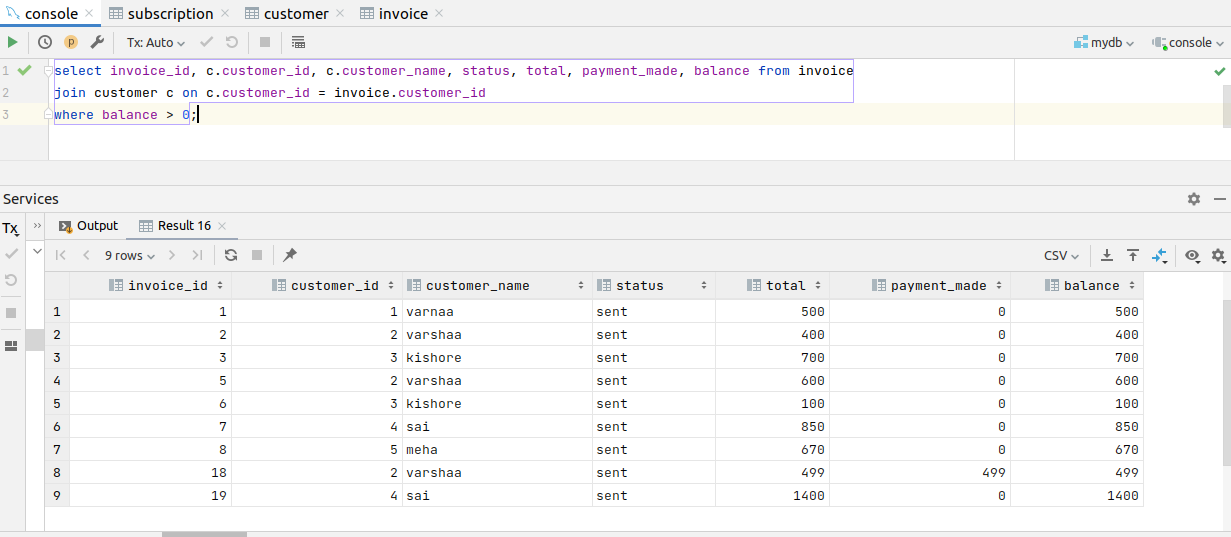 console subscription customer invoice
Tx: Auto mydb console
1 select invoice_id, c.customer_id, c.customer_name, status, total, payment_made, balance from invoice
2 join customer c on c.customer_id = invoice.customer_id
3 where balance > 0;
Services
Tx Output Result 16
9 rows CSV
invoice_id customer_id customer_name status total payment_made balance
1 1 1 varnaa sent 500 0 500
2 2 2 varshaa sent 400 0 400
3 3 3 kishore sent 700 0 700
4 5 2 varshaa sent 600 0 600
5 6 3 kishore sent 100 0 100
6 7 4 sai sent 850 0 850
7 8 5 meha sent 670 0 670
8 18 2 varshaa sent 499 499 499
9 19 4 sai sent 1400 0 1400